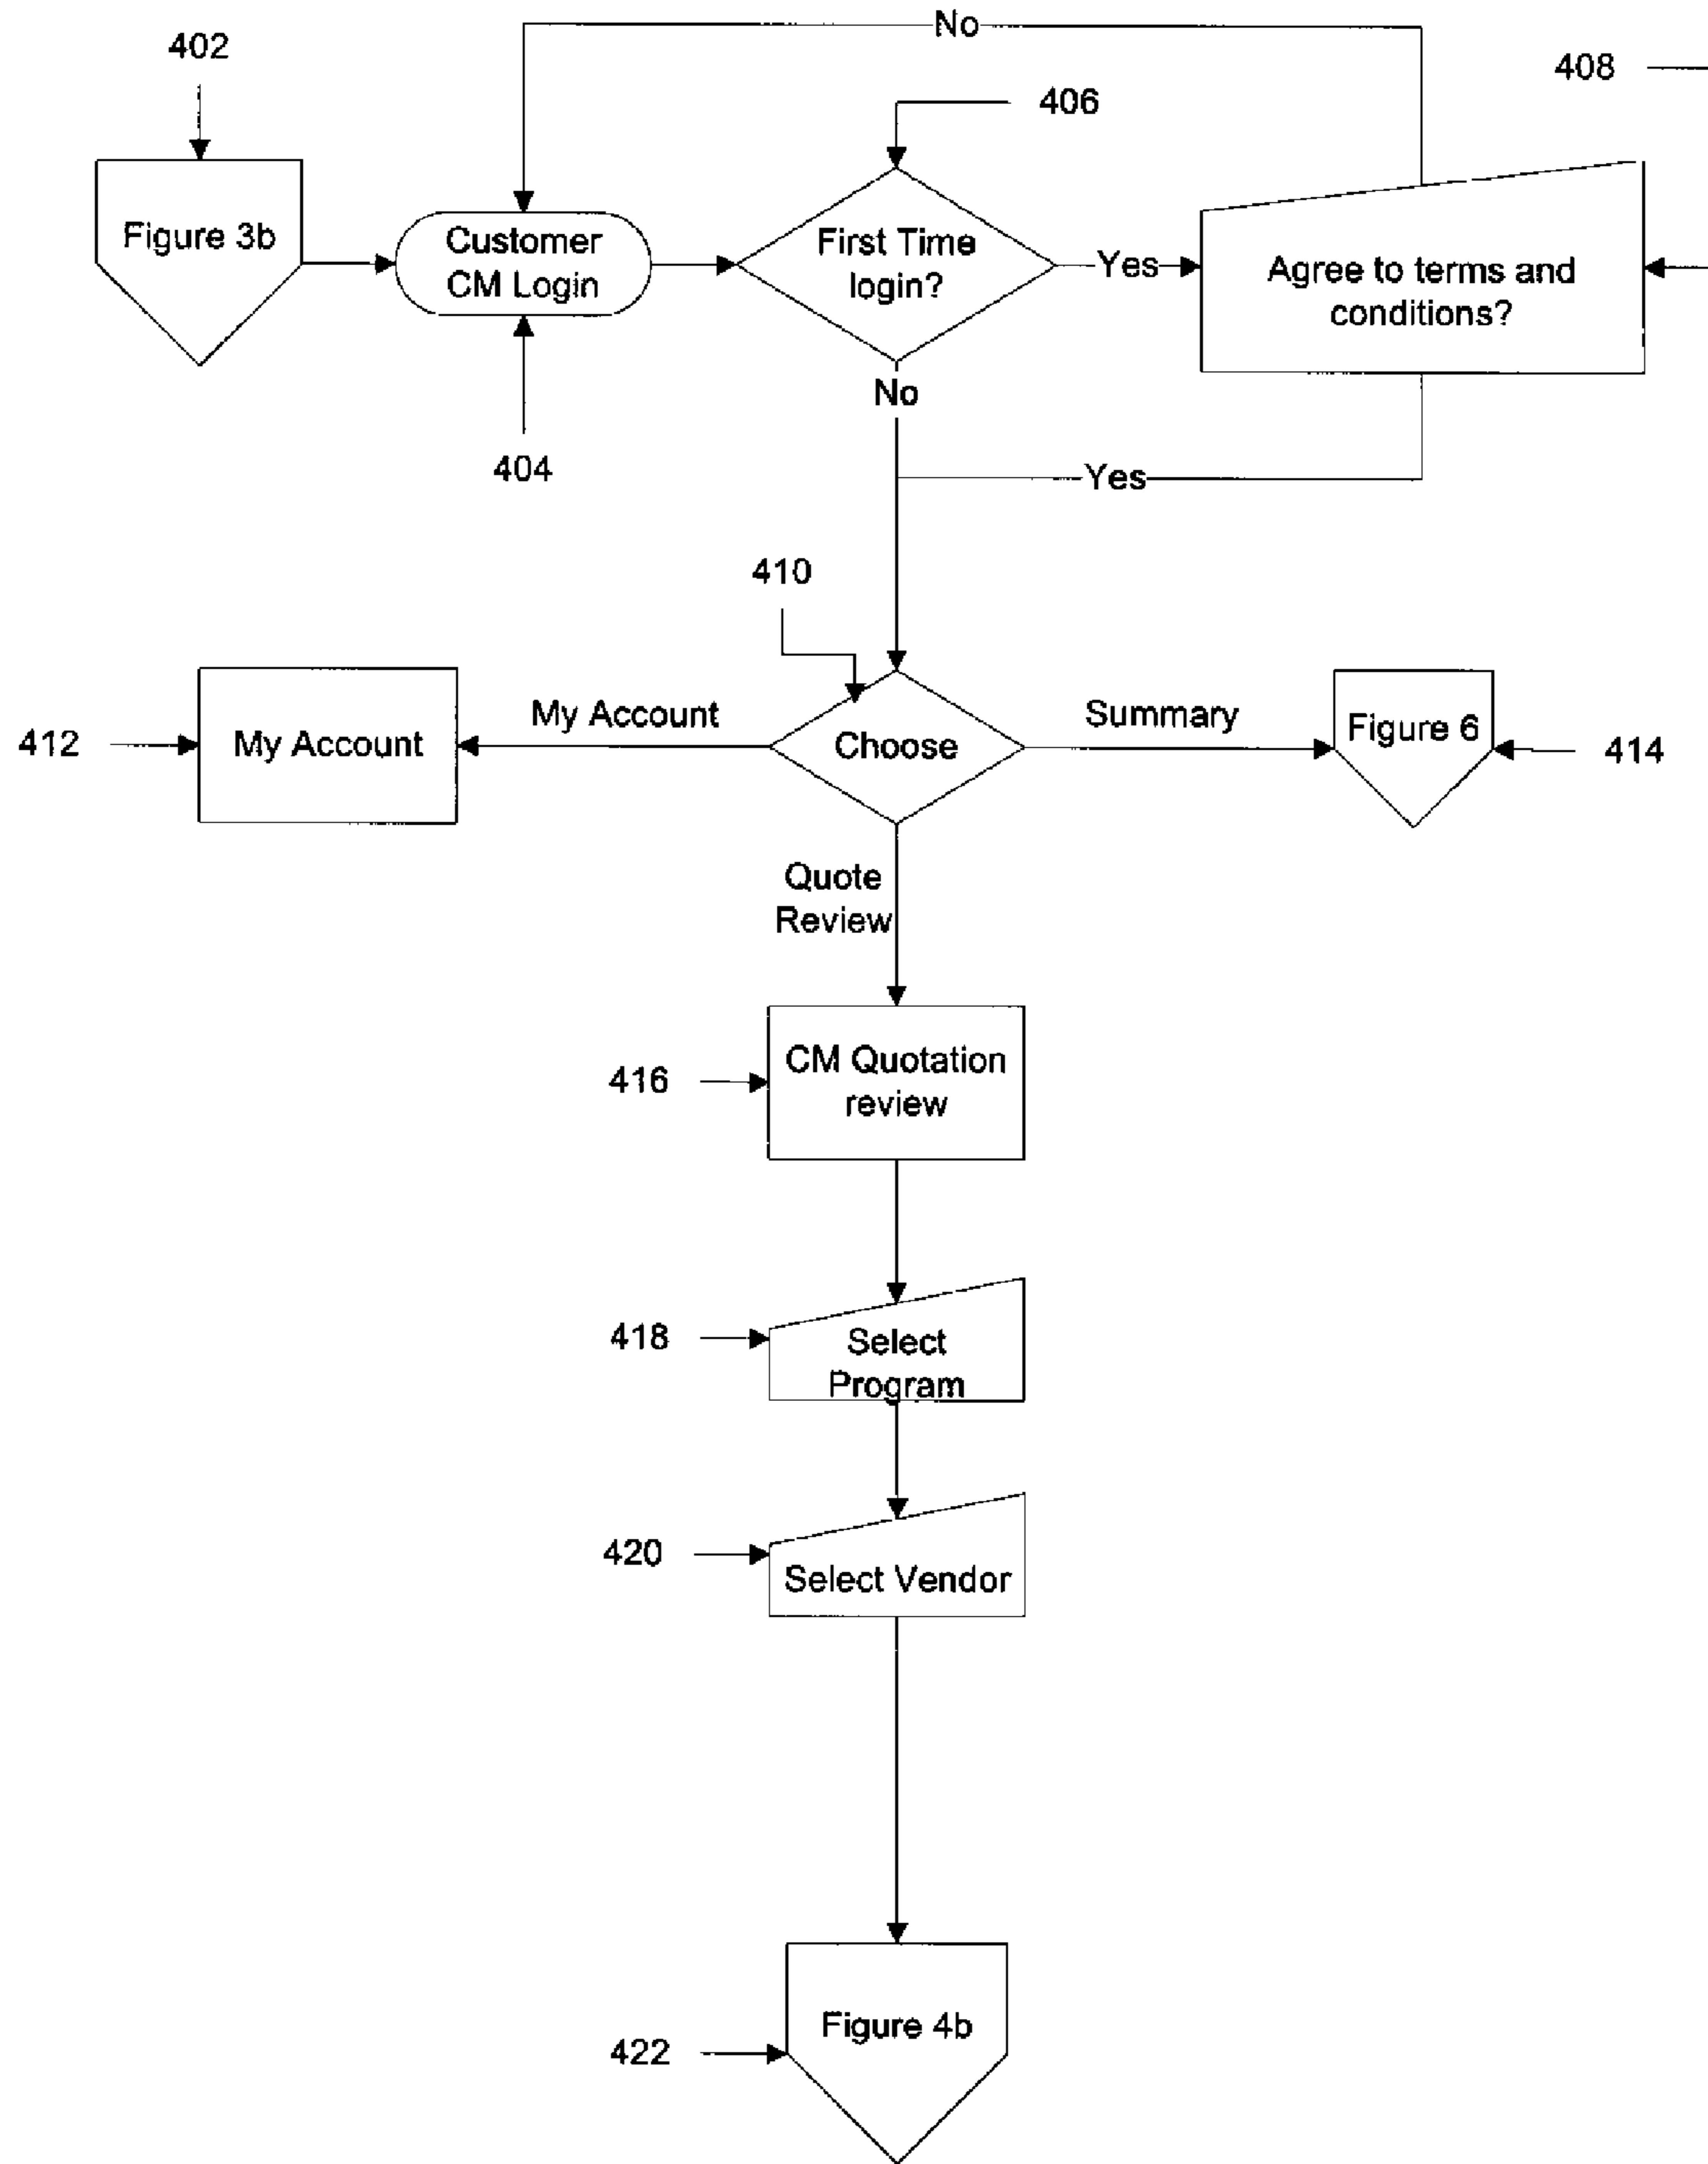 No
402
408
406
Figure 3b
Customer
CM Login
First Time
login?
Yes
Agree to terms and
conditions?
No
404
Yes
410
412
My Account
My Account
Choose
Summary
Figure 6
414
Quote
Review
416
CM Quotation
review
418
Select
Program
420
Select Vendor
422
Figure 4b